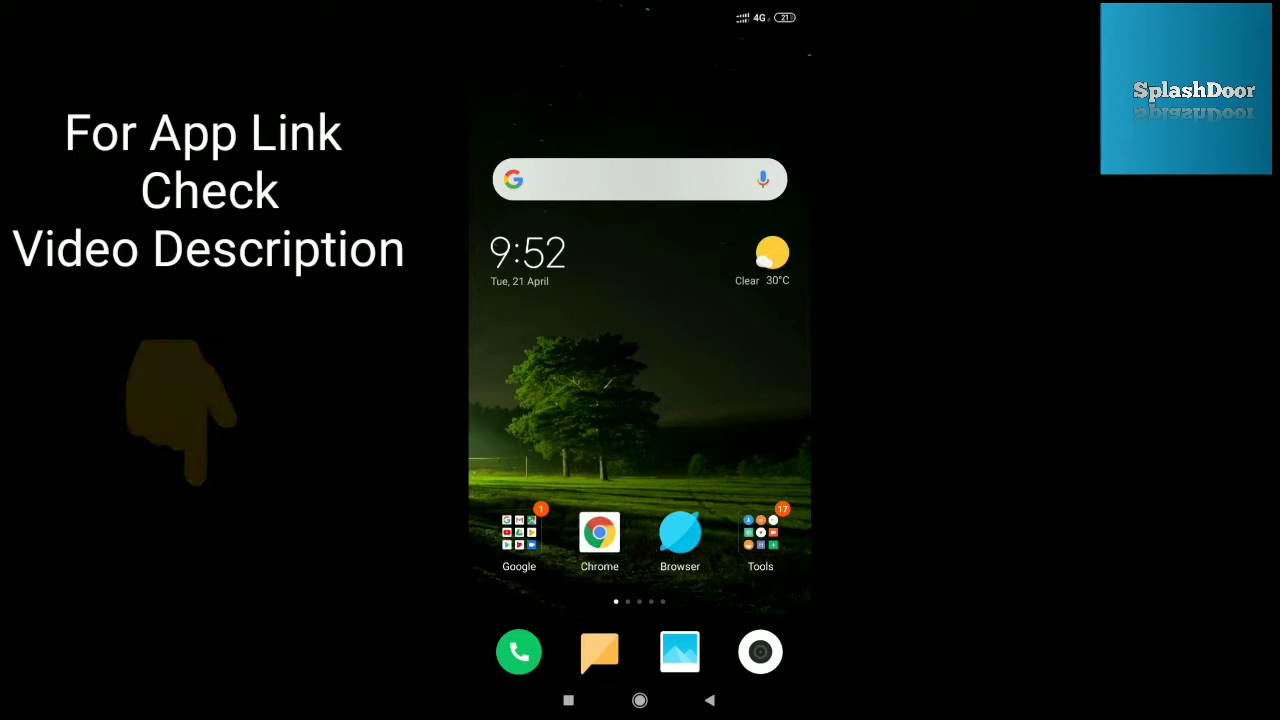 4G 21
SplashDoor
For App Link
Check
Video Description
9:52
Tue, 21 April
Clear 30°C
1
17
Google
Chrome
Browser
Tools